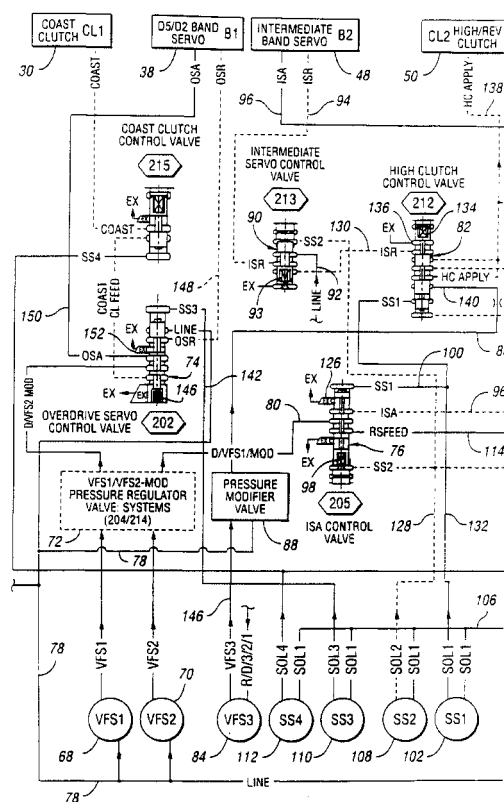 COAST CLUTCH CL1
D5/D2 BAND SERVO B1
INTERMEDIATE BAND SERVO B2
CL2 HIGH/REV CLUTCH
30
38
48
50
COAST
OSA
OSR
ISA
ISR
HC APPLY
138
96
94
COAST CLUTCH CONTROL VALVE
215
INTERMEDIATE SERVO CONTROL VALVE
213
HIGH CLUTCH CONTROL VALVE
212
EX
COAST
SS4
90
SS2
ISR
EX
93
92
LINE
130
136
134
EX
82
ISR
HC APPLY
SS1
140
150
COAST CL FEED
148
SS3
LINE
OSR
152
EX
OSA
74
EX
EX
146
142
OVERDRIVE SERVO CONTROL VALVE
202
D/VFS2 MOD
D/VFS1/MOD
80
126
EX
SS1
100
ISA
96
RSFEED
114
EX
76
SS2
98
205
ISA CONTROL VALVE
VFS1/VFS2-MOD PRESSURE REGULATOR VALVE SYSTEMS (204/214)
72
78
PRESSURE MODIFIER VALVE
88
128
132
146
106
78
VFS1
VFS2
VFS3
R/D/3/2/1
SOL4
SOL1
SOL3
SOL1
SOL2
SOL1
SOL1
SOL1
70
VFS1
VFS2
VFS3
SS4
SS3
SS2
SS1
68
84
112
110
108
102
78
LINE